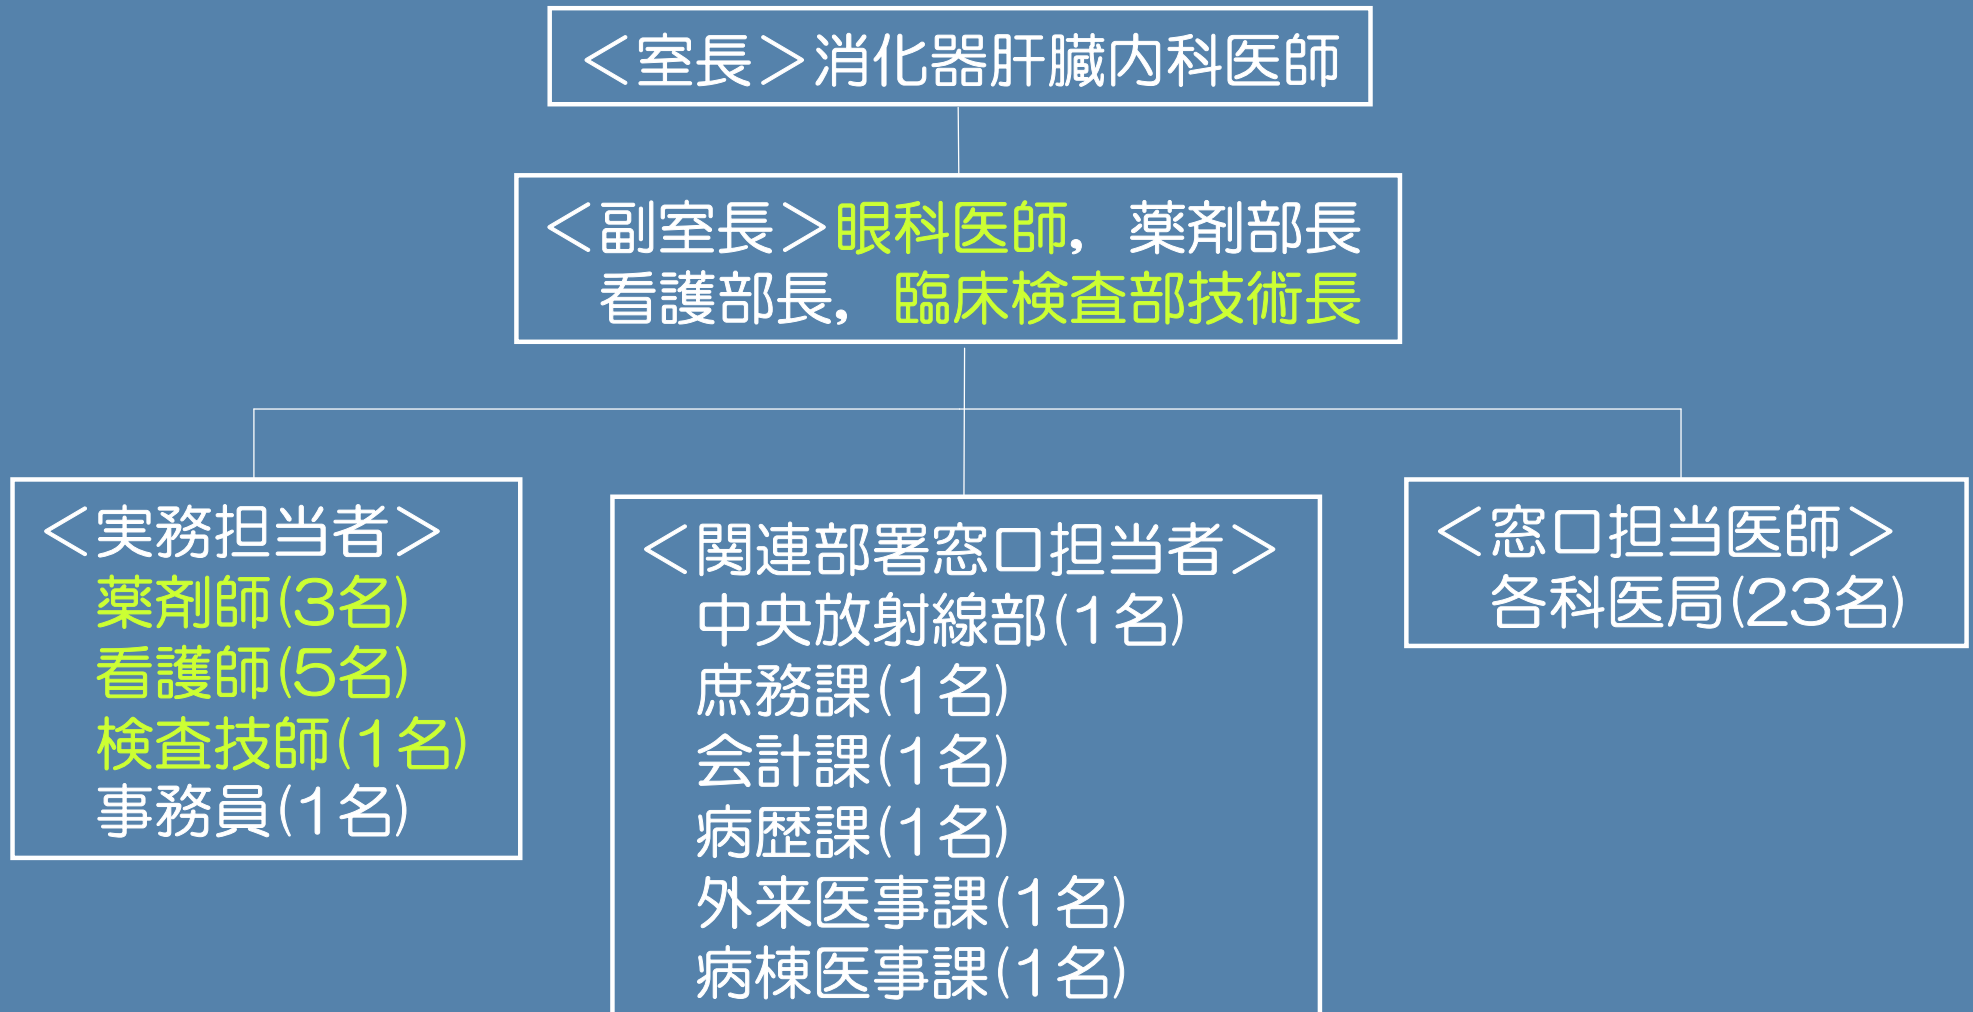 ＜室長＞消化器肝臓内科医師
＜副室長＞眼科医師，薬剤部長
看護部長，臨床検査部技術長
＜実務担当者＞
薬剤師(3名)
看護師(5名)
検査技師(1名)
事務員(1名)
＜関連部署窓口担当者＞
中央放射線部(1名)
庶務課(1名)
会計課(1名)
病歴課(1名)
外来医事課(1名)
病棟医事課(1名)
＜窓口担当医師＞
各科医局(23名)